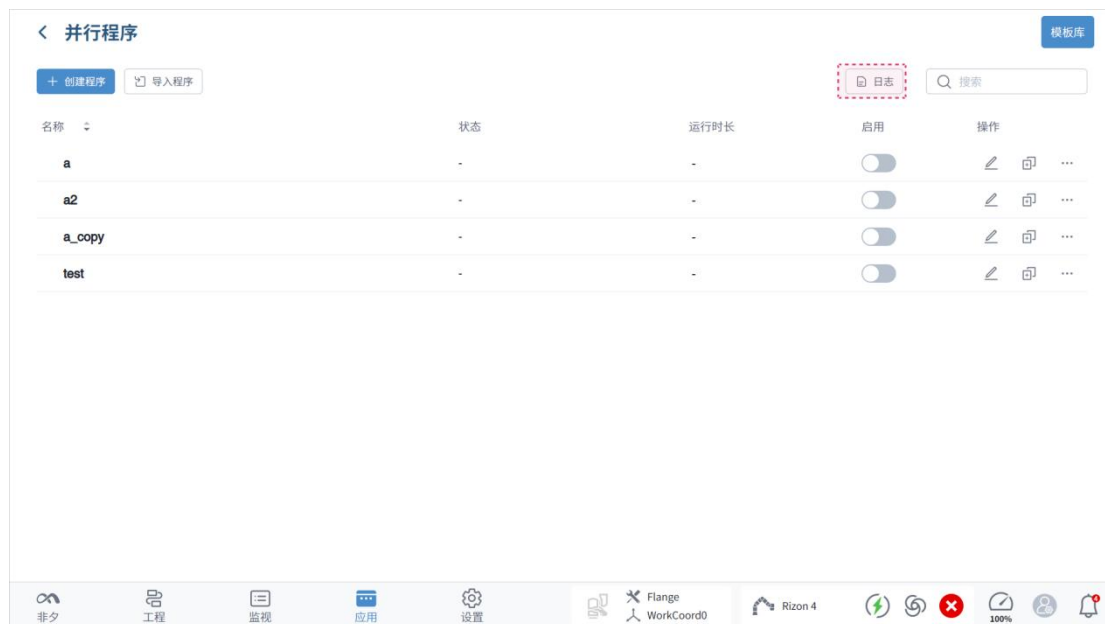 并行程序
模板库
创建程序 导入程序 日志 搜索
名称 状态 运行时长 启用 操作
a - -
a2 - -
a_copy - -
test - -
非夕 工程 监视 应用 设置 Flange WorkCoord0 Rizon 4 100% 4